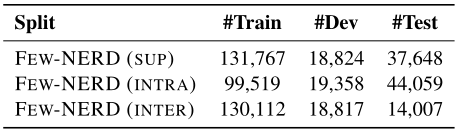 Split #Train #Dev #Test
FEW-NERD (SUP) 131,767 18,824 37,648
FEW-NERD (INTRA) 99,519 19,358 44,059
FEW-NERD (INTER) 130,112 18,817 14,007